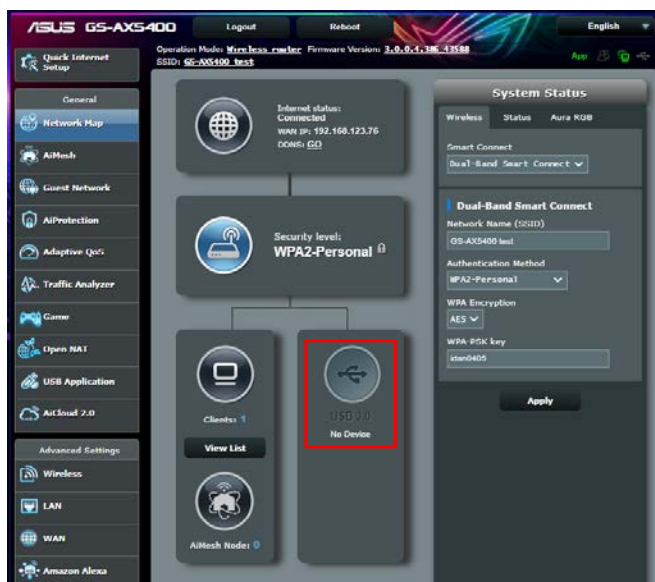 ASUS GS-AX5400
Logout
Reboot
English
Quick Internet Setup
Operation Mode: Wireless router Firmware Version: 3.0.0.4.386_43588
SSID: GS-AX5400_test
App
General
Network Map
AiMesh
Guest Network
AiProtection
Adaptive QoS
Traffic Analyzer
Game
Open NAT
USB Application
AiCloud 2.0
Advanced Settings
Wireless
LAN
WAN
Amazon Alexa
Internet status:
Connected
WAN IP: 192.168.123.76
DDNS: GO
Security level:
WPA2-Personal
Clients: 1
View List
AiMesh Node: 0
USB 3.0
No Device
System Status
Wireless
Status
Aura RGB
Smart Connect
Dual-Band Smart Connect
Dual-Band Smart Connect
Network Name (SSID)
GS-AX5400 test
Authentication Method
WPA2-Personal
WPA Encryption
AES
WPA-PSK key
Apply